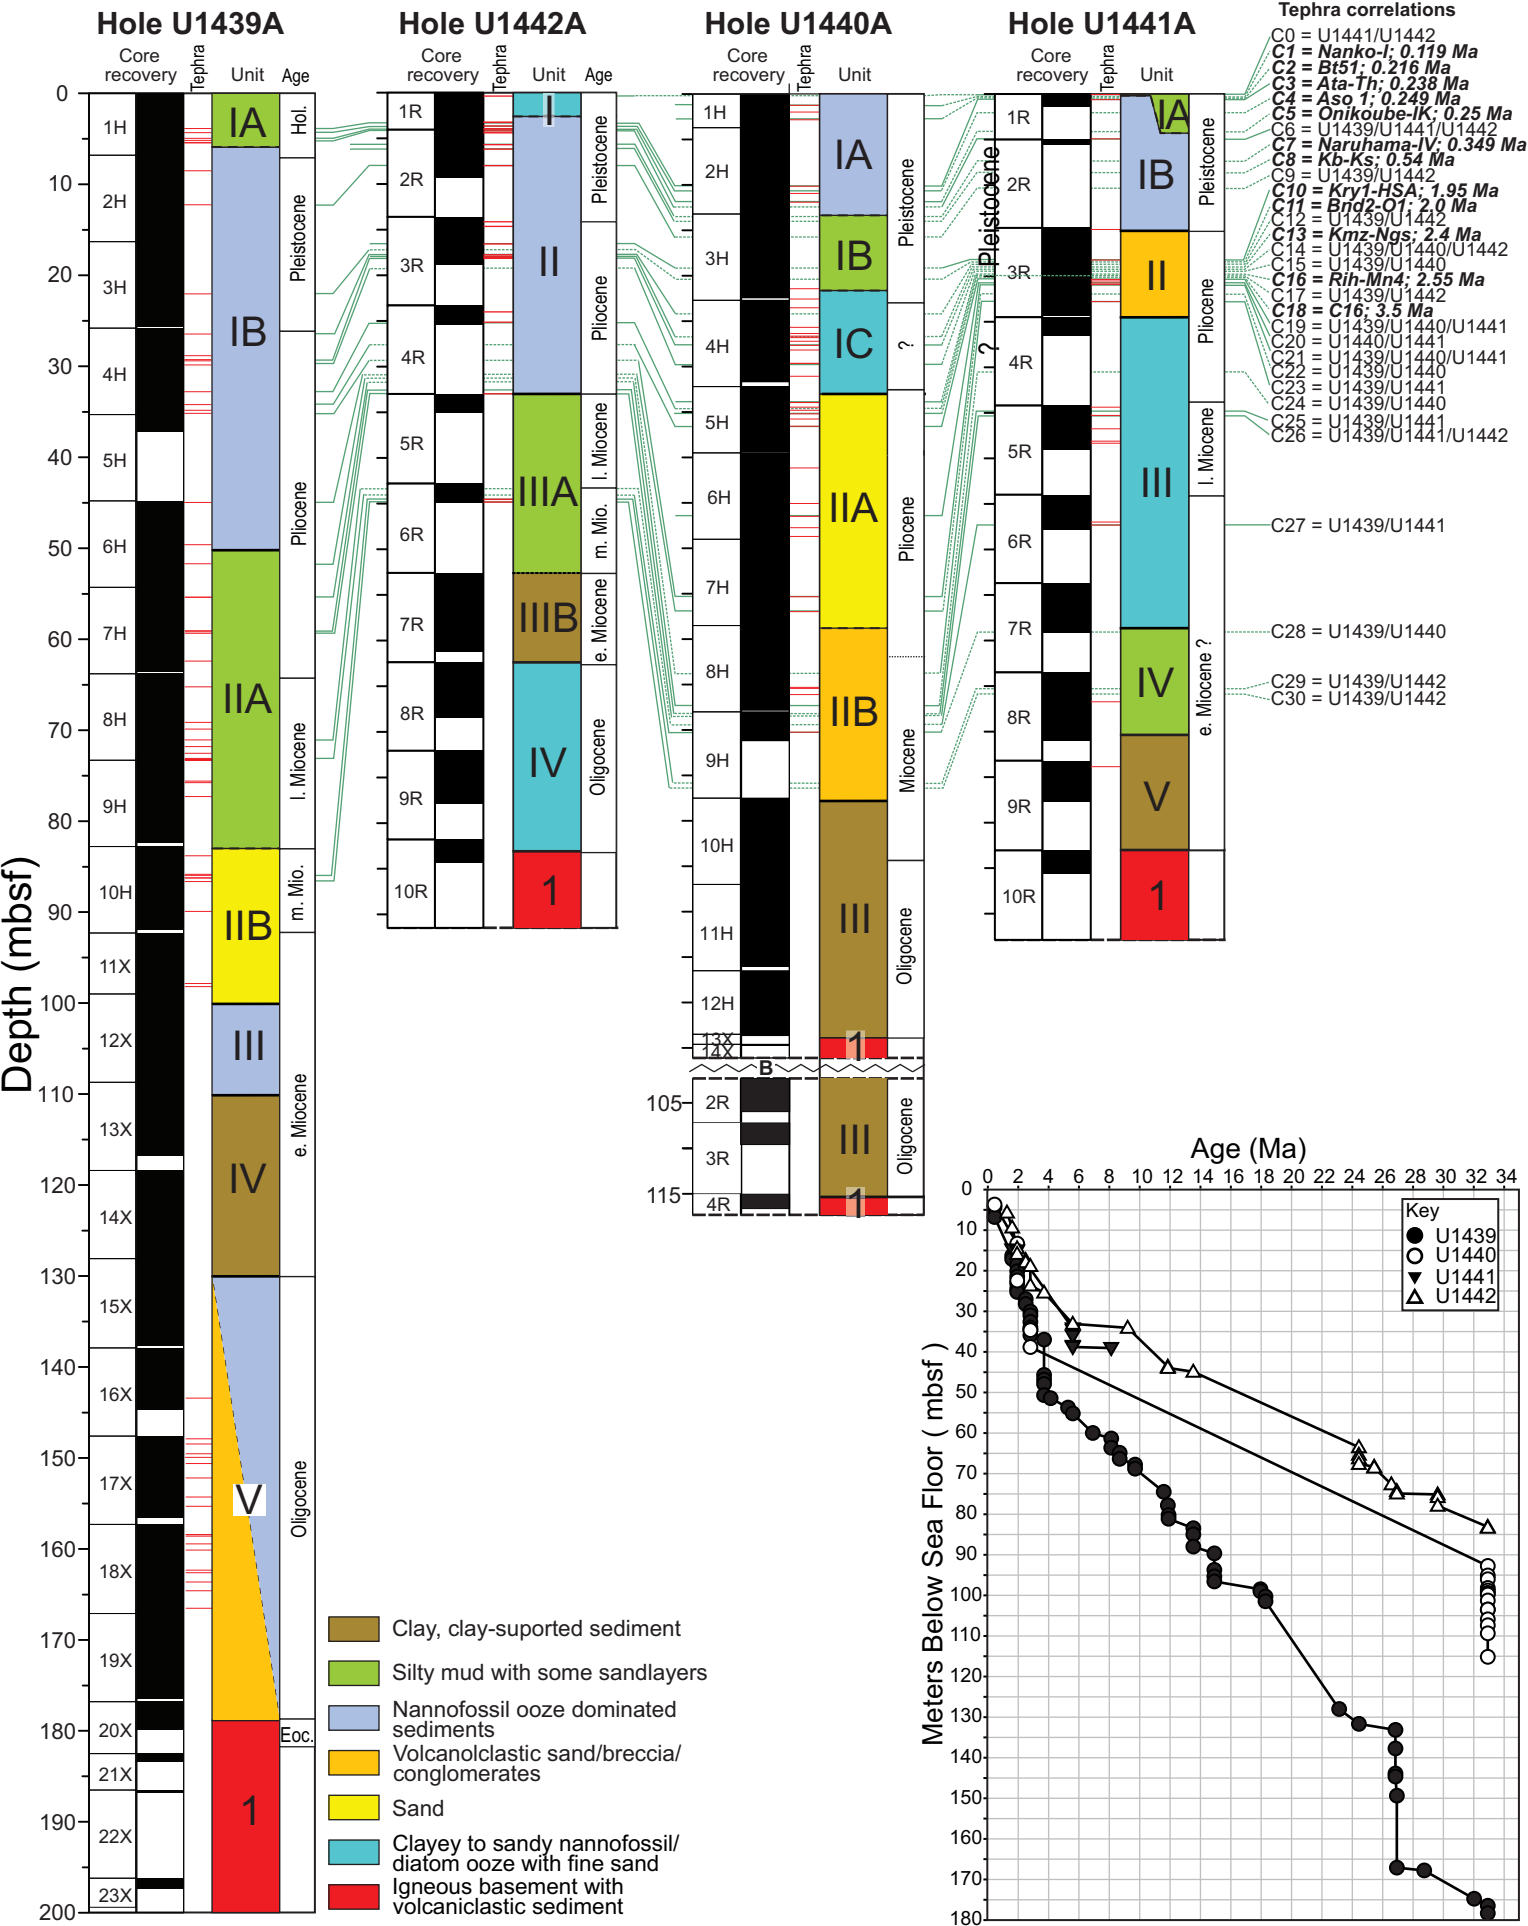 Hole U1439A
Hole U1442A
Hole U1440A
Hole U1441A
Tephra correlations
Core recovery Tephra Unit Age
Core recovery Tephra Unit Age
Core recovery Tephra Unit
Core recovery Tephra Unit
C0 = U1441/U1442
C1 = Nanko-I; 0.119 Ma
C2 = Bt51; 0.216 Ma
C3 = Ata-Th; 0.238 Ma
C4 = Aso 1; 0.249 Ma
C5 = Onikoube-IK; 0.25 Ma
C6 = U1439/U1441/U1442
C7 = Naruhama-IV; 0.349 Ma
C8 = Kb-Ks; 0.54 Ma
C9 = U1439/U1442
C10 = Kry1-HSA; 1.95 Ma
C11 = Bnd2-O1; 2.0 Ma
C12 = U1439/U1442
C13 = Kmz-Ngs; 2.4 Ma
C14 = U1439/U1440/U1442
C15 = U1439/U1440
C16 = Rih-Mn4; 2.55 Ma
C17 = U1439/U1442
C18 = C16; 3.5 Ma
C19 = U1439/U1440/U1441
C20 = U1440/U1441
C21 = U1439/U1440/U1441
C22 = U1439/U1440
C23 = U1439/U1441
C24 = U1439/U1440
C25 = U1439/U1441
C26 = U1439/U1441/U1442
C27 = U1439/U1441
C28 = U1439/U1440
C29 = U1439/U1442
C30 = U1439/U1442
Depth (mbsf)
0
10
20
30
40
50
60
70
80
90
100
110
120
130
140
150
160
170
180
190
200
1H
2H
3H
4H
5H
6H
7H
8H
9H
10H
11X
12X
13X
14X
15X
16X
17X
18X
19X
20X
21X
22X
23X
IA
IB
IIA
IIB
III
IV
V
1
Hol.
Pleistocene
Pliocene
l. Miocene
m. Mio.
e. Miocene
Oligocene
Eoc.
1R
2R
3R
4R
5R
6R
7R
8R
9R
10R
I
II
IIIA
IIIB
IV
1
Pleistocene
Pliocene
l. Miocene
m. Mio.
e. Miocene
Oligocene
1H
2H
3H
4H
5H
6H
7H
8H
9H
10H
11H
12H
13X
14X
B
105
115
2R
3R
4R
IA
IB
IC
IIA
IIB
III
1
III
1
Pleistocene
?
Pliocene
Miocene
Oligocene
Oligocene
Pleistocene
?
1R
2R
3R
4R
5R
6R
7R
8R
9R
10R
IA
IB
II
III
IV
V
1
Pleistocene
Pliocene
l. Miocene
e. Miocene ?
Clay, clay-suported sediment
Silty mud with some sandlayers
Nannofossil ooze dominated
sediments
Volcanolclastic sand/breccia/
conglomerates
Sand
Clayey to sandy nannofossil/
diatom ooze with fine sand
Igneous basement with
volcaniclastic sediment
Age (Ma)
0 2 4 6 8 10 12 14 16 18 20 22 24 26 28 30 32 34
Meters Below Sea Floor ( mbsf )
0
10
20
30
40
50
60
70
80
90
100
110
120
130
140
150
160
170
180
Key
U1439
U1440
U1441
U1442